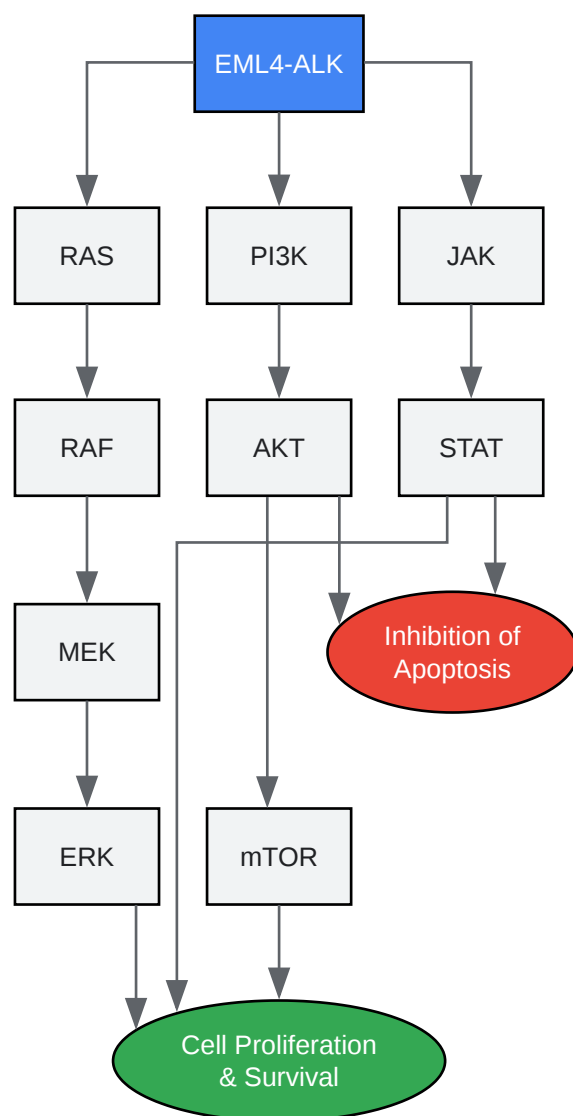 EML4-ALK
RAS
PI3K
JAK
RAF
AKT
STAT
Inhibition of
Apoptosis
MEK
ERK
mTOR
Cell Proliferation
& Survival